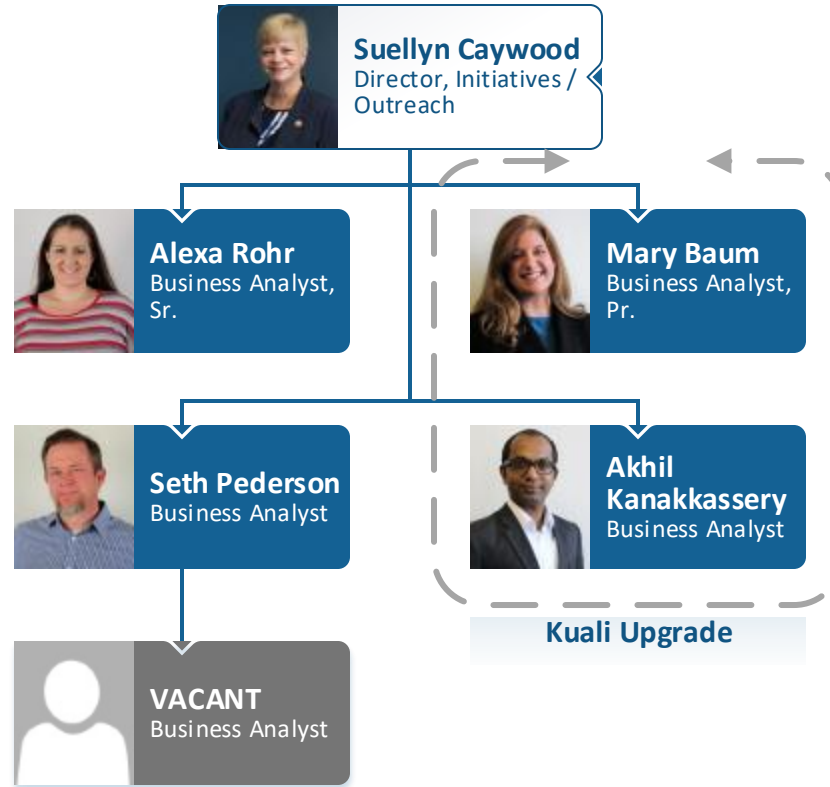 Suellyn Caywood
Director, Initiatives /
Outreach
Alexa Rohr
Business Analyst,
Sr.
Mary Baum
Business Analyst,
Pr.
Seth Pederson
Business Analyst
Akhil
Kanakkassery
Business Analyst
Kuali Upgrade
VACANT
Business Analyst